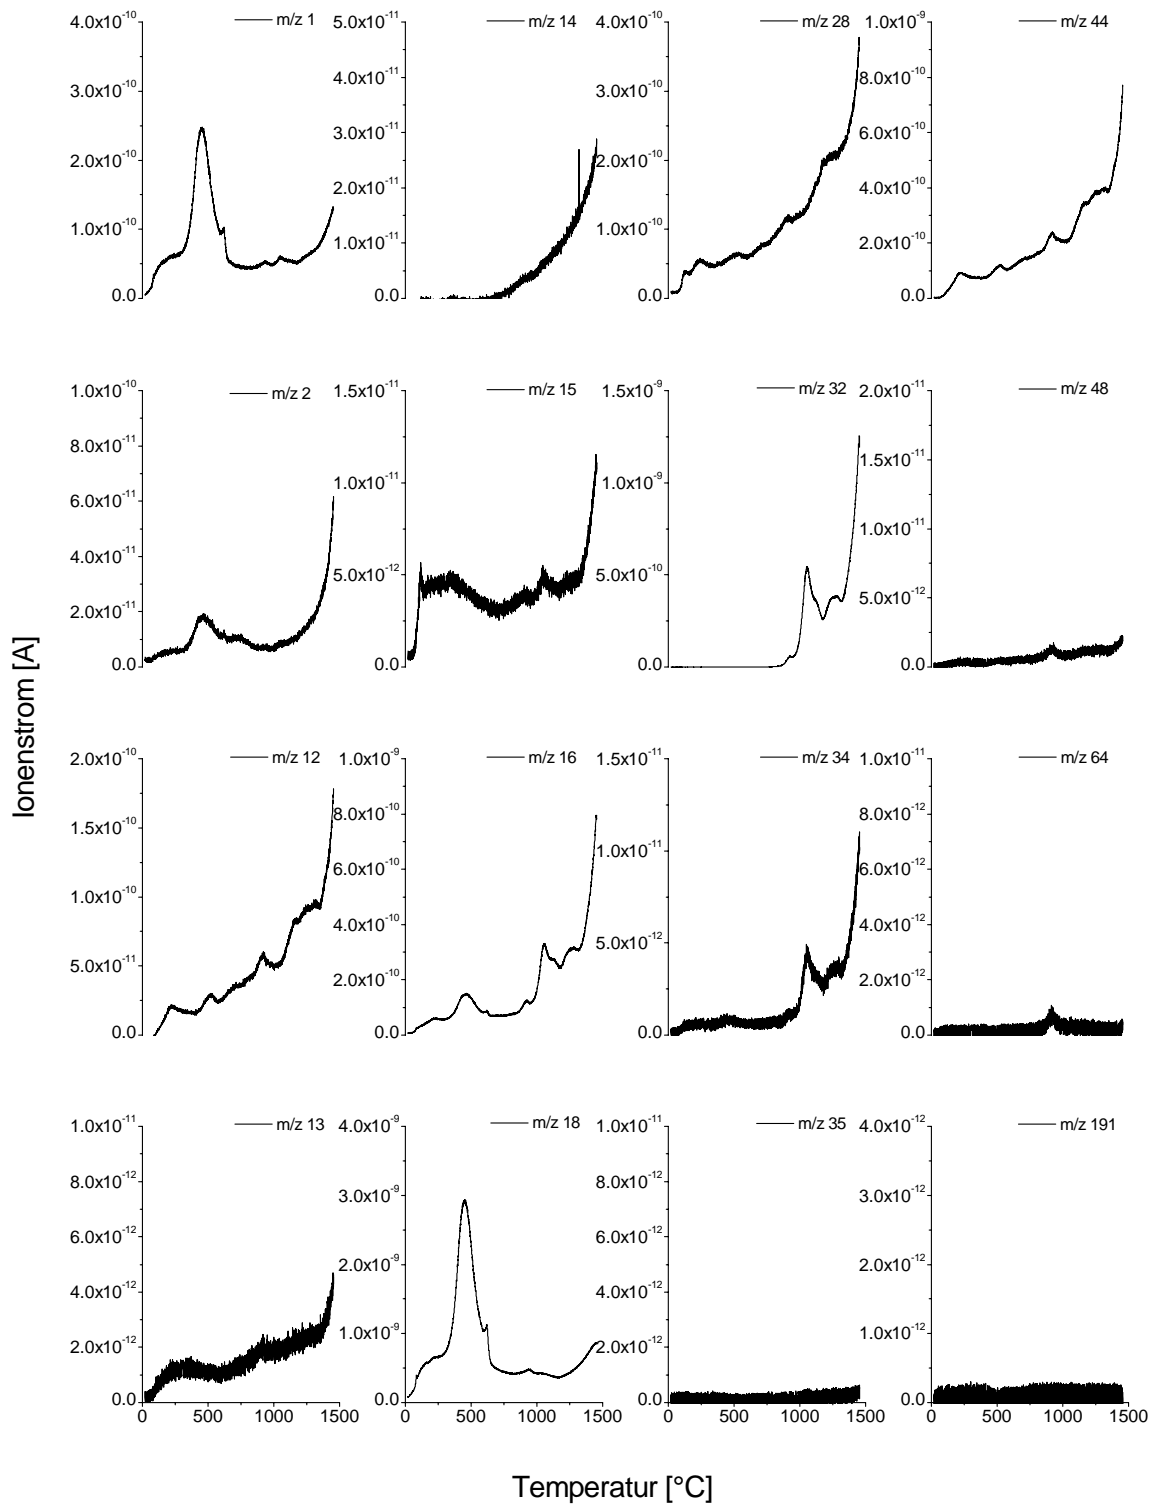 Ionenstrom [A]
m/z 1
4.0x10⁻¹⁰
3.0x10⁻¹⁰
2.0x10⁻¹⁰
1.0x10⁻¹⁰
0.0
m/z 14
5.0x10⁻¹¹
4.0x10⁻¹¹
3.0x10⁻¹¹
2.0x10⁻¹¹
1.0x10⁻¹¹
0.0
m/z 28
4.0x10⁻¹⁰
3.0x10⁻¹⁰
2.0x10⁻¹⁰
1.0x10⁻¹⁰
0.0
m/z 44
1.0x10⁻⁹
8.0x10⁻¹⁰
6.0x10⁻¹⁰
4.0x10⁻¹⁰
2.0x10⁻¹⁰
0.0
m/z 2
1.0x10⁻¹⁰
8.0x10⁻¹¹
6.0x10⁻¹¹
4.0x10⁻¹¹
2.0x10⁻¹¹
0.0
m/z 15
1.5x10⁻¹¹
1.0x10⁻¹¹
5.0x10⁻¹²
0.0
m/z 32
1.5x10⁻⁹
1.0x10⁻⁹
5.0x10⁻¹⁰
0.0
m/z 48
2.0x10⁻¹¹
1.5x10⁻¹¹
1.0x10⁻¹¹
5.0x10⁻¹²
0.0
m/z 12
2.0x10⁻¹⁰
1.5x10⁻¹⁰
1.0x10⁻¹⁰
5.0x10⁻¹¹
0.0
m/z 16
1.0x10⁻⁹
8.0x10⁻¹⁰
6.0x10⁻¹⁰
4.0x10⁻¹⁰
2.0x10⁻¹⁰
0.0
m/z 34
1.5x10⁻¹¹
1.0x10⁻¹¹
5.0x10⁻¹²
0.0
m/z 64
1.0x10⁻¹¹
8.0x10⁻¹²
6.0x10⁻¹²
4.0x10⁻¹²
2.0x10⁻¹²
0.0
m/z 13
1.0x10⁻¹¹
8.0x10⁻¹²
6.0x10⁻¹²
4.0x10⁻¹²
2.0x10⁻¹²
0.0
0 500 1000 1500
m/z 18
4.0x10⁻⁹
3.0x10⁻⁹
2.0x10⁻⁹
1.0x10⁻⁹
0.0
0 500 1000 1500
m/z 35
1.0x10⁻¹¹
8.0x10⁻¹²
6.0x10⁻¹²
4.0x10⁻¹²
2.0x10⁻¹²
0.0
0 500 1000 1500
m/z 191
4.0x10⁻¹²
3.0x10⁻¹²
2.0x10⁻¹²
1.0x10⁻¹²
0.0
0 500 1000 1500
Temperatur [°C]